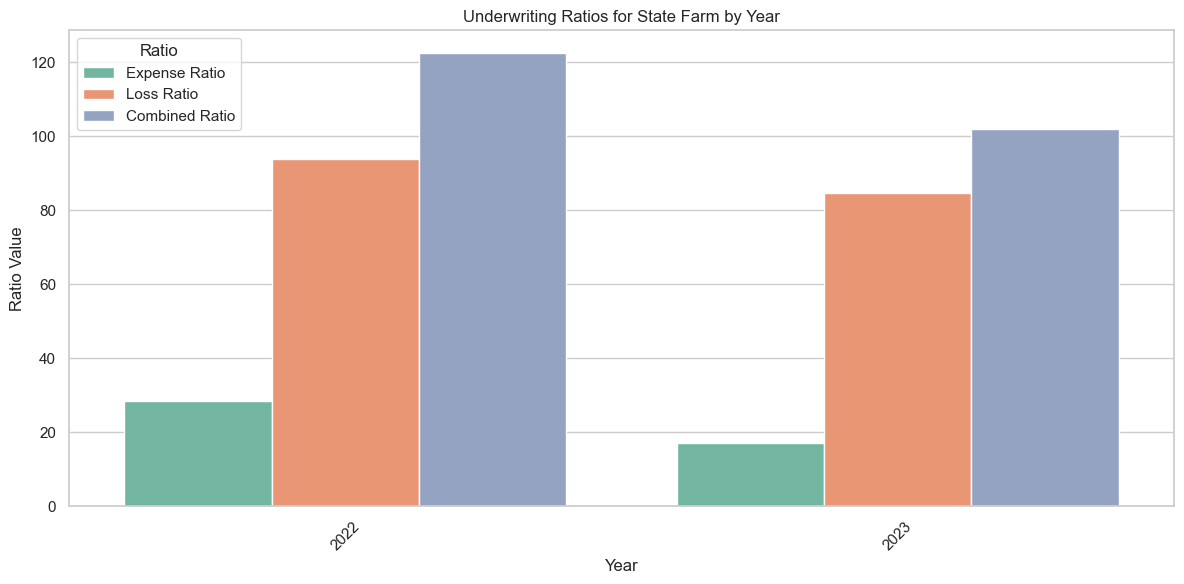 Underwriting Ratios for State Farm by Year
Ratio
Expense Ratio
Loss Ratio
Combined Ratio
Ratio Value
120
100
80
60
40
20
0
2022
2023
Year